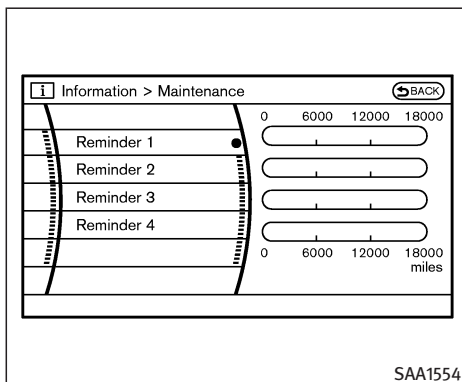 i Information > Maintenance BACK
0 6000 12000 18000
Reminder 1
Reminder 2
Reminder 3
Reminder 4
0 6000 12000 18000
miles
SAA1554